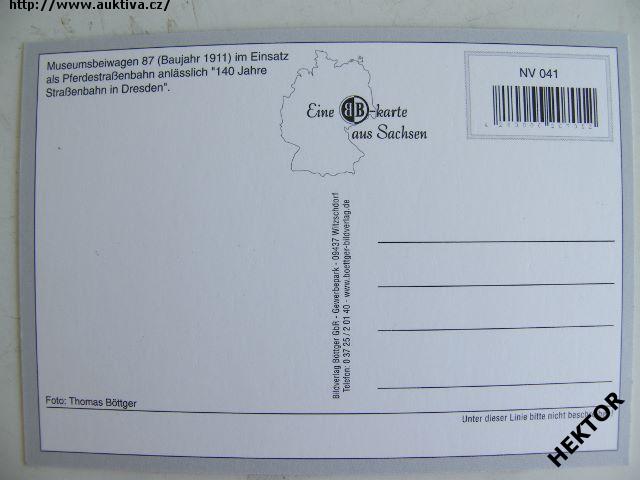 http://www.auktiva.cz/
Museumsbeiwagen 87 (Baujahr 1911) im Einsatz
als Pferdestraßenbahn anlässlich "140 Jahre
Straßenbahn in Dresden".
Eine BB-karte
aus Sachsen
NV 041
Bildverlag Böttger GbR - Gewerbepark - 09437 Witzschdorf
Telefon: 0 37 25 / 2 01 40 - www.boettger-bildverlag.de
Foto: Thomas Böttger
Unter dieser Linie bitte nicht
HEKTOR